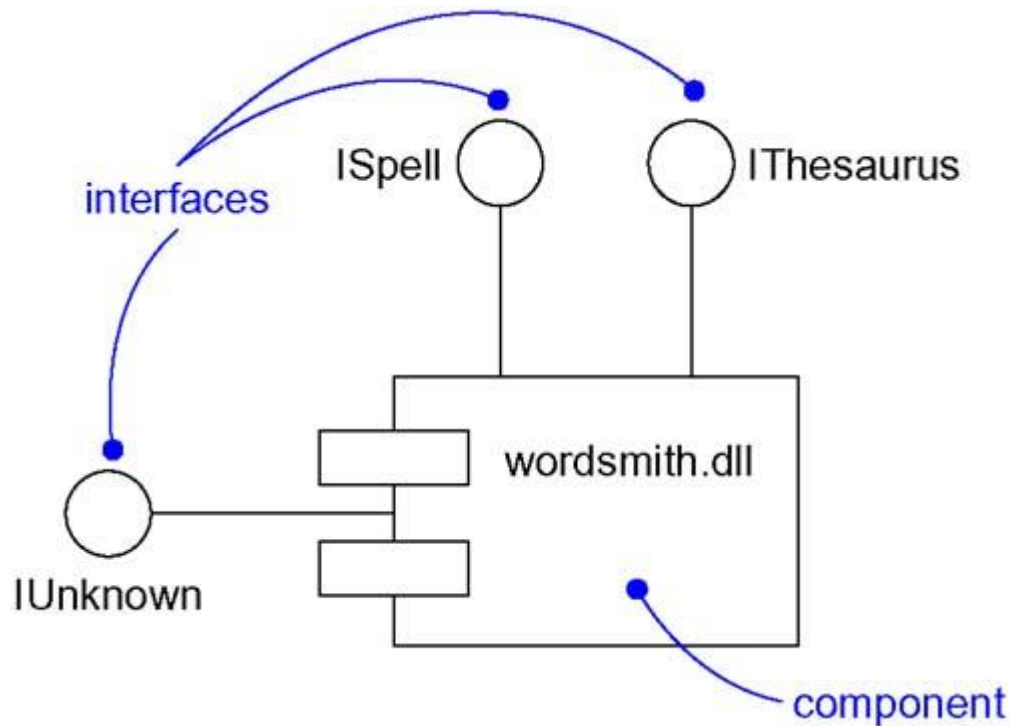 ISpell
IThesaurus
interfaces
wordsmith.dll
IUnknown
component